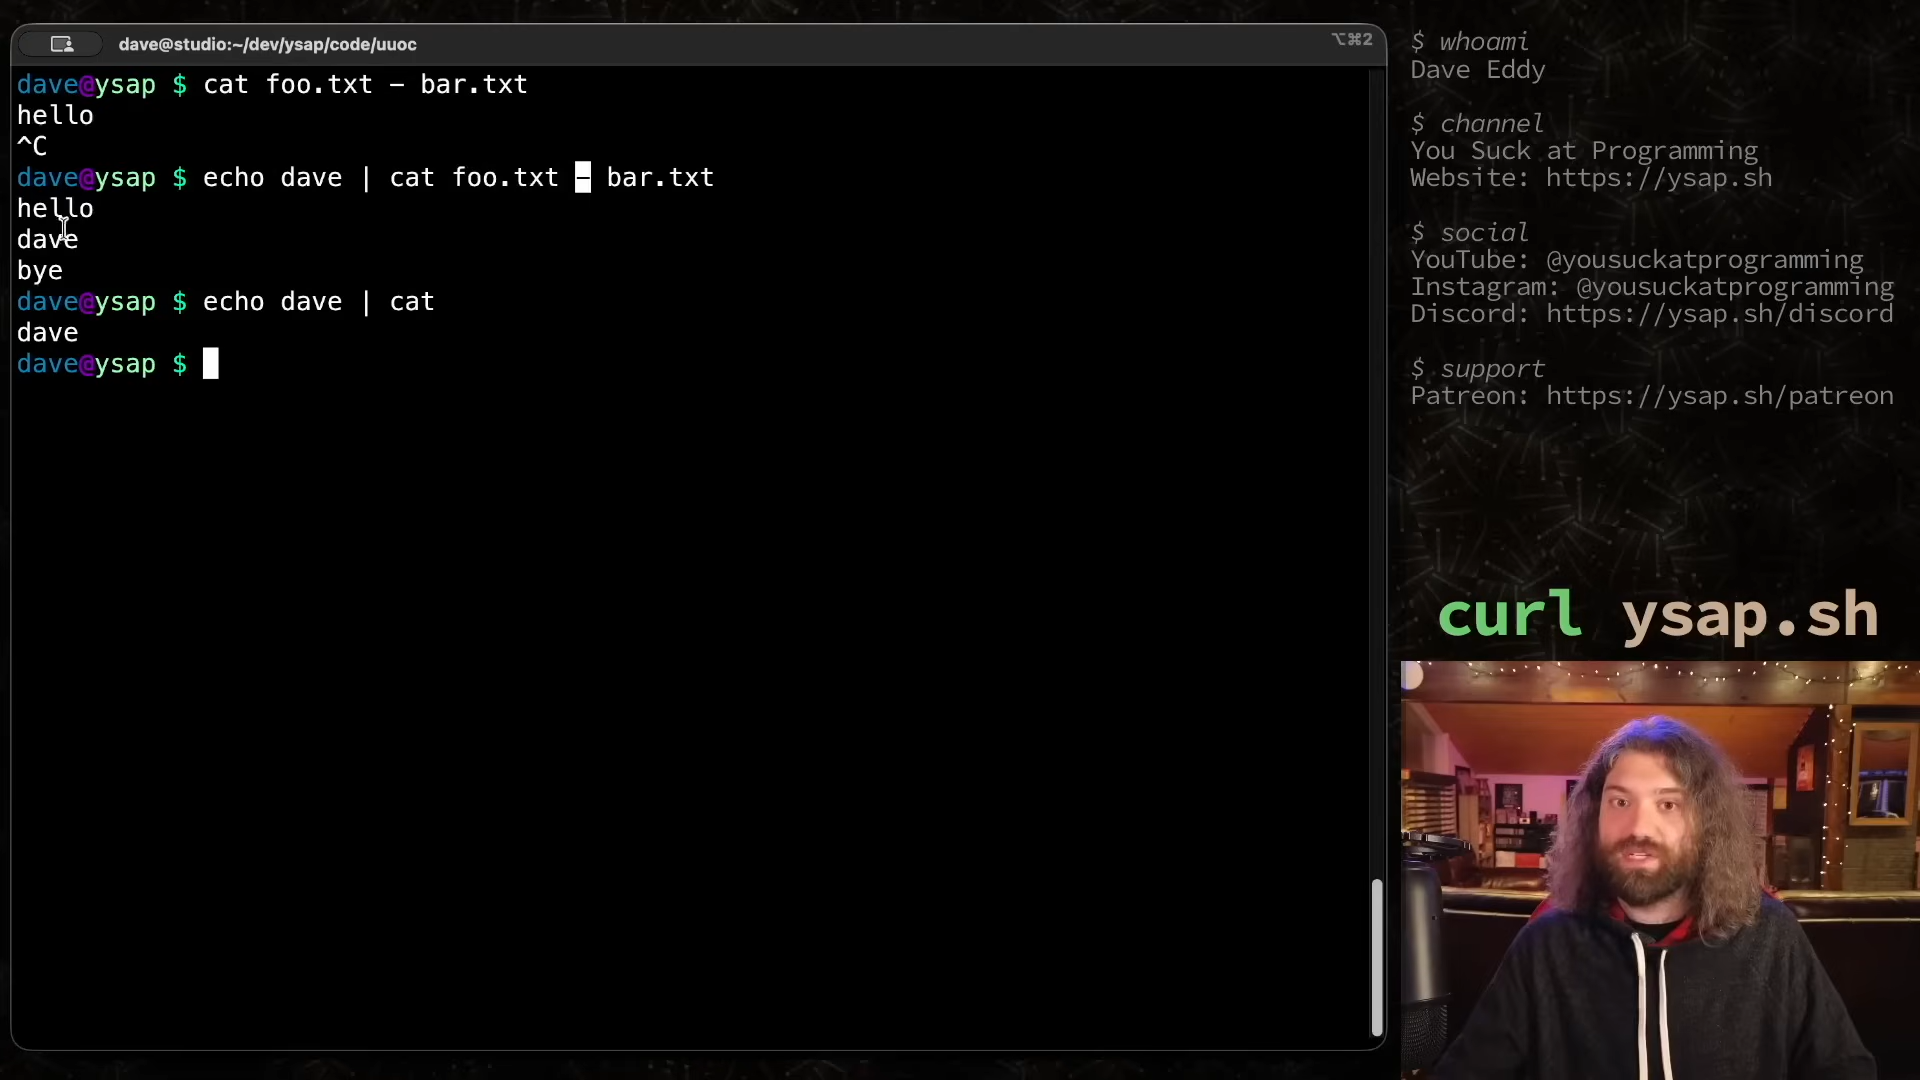 dave@studio:~/dev/ysap/code/uuoc
⌥⌘2
dave@ysap $ cat foo.txt - bar.txt
hello
^C
dave@ysap $ echo dave | cat foo.txt - bar.txt
hello
dave
bye
dave@ysap $ echo dave | cat
dave
dave@ysap $
$ whoami
Dave Eddy
$ channel
You Suck at Programming
Website: https://ysap.sh
$ social
YouTube: @yousuckatprogramming
Instagram: @yousuckatprogramming
Discord: https://ysap.sh/discord
$ support
Patreon: https://ysap.sh/patreon
curl ysap.sh